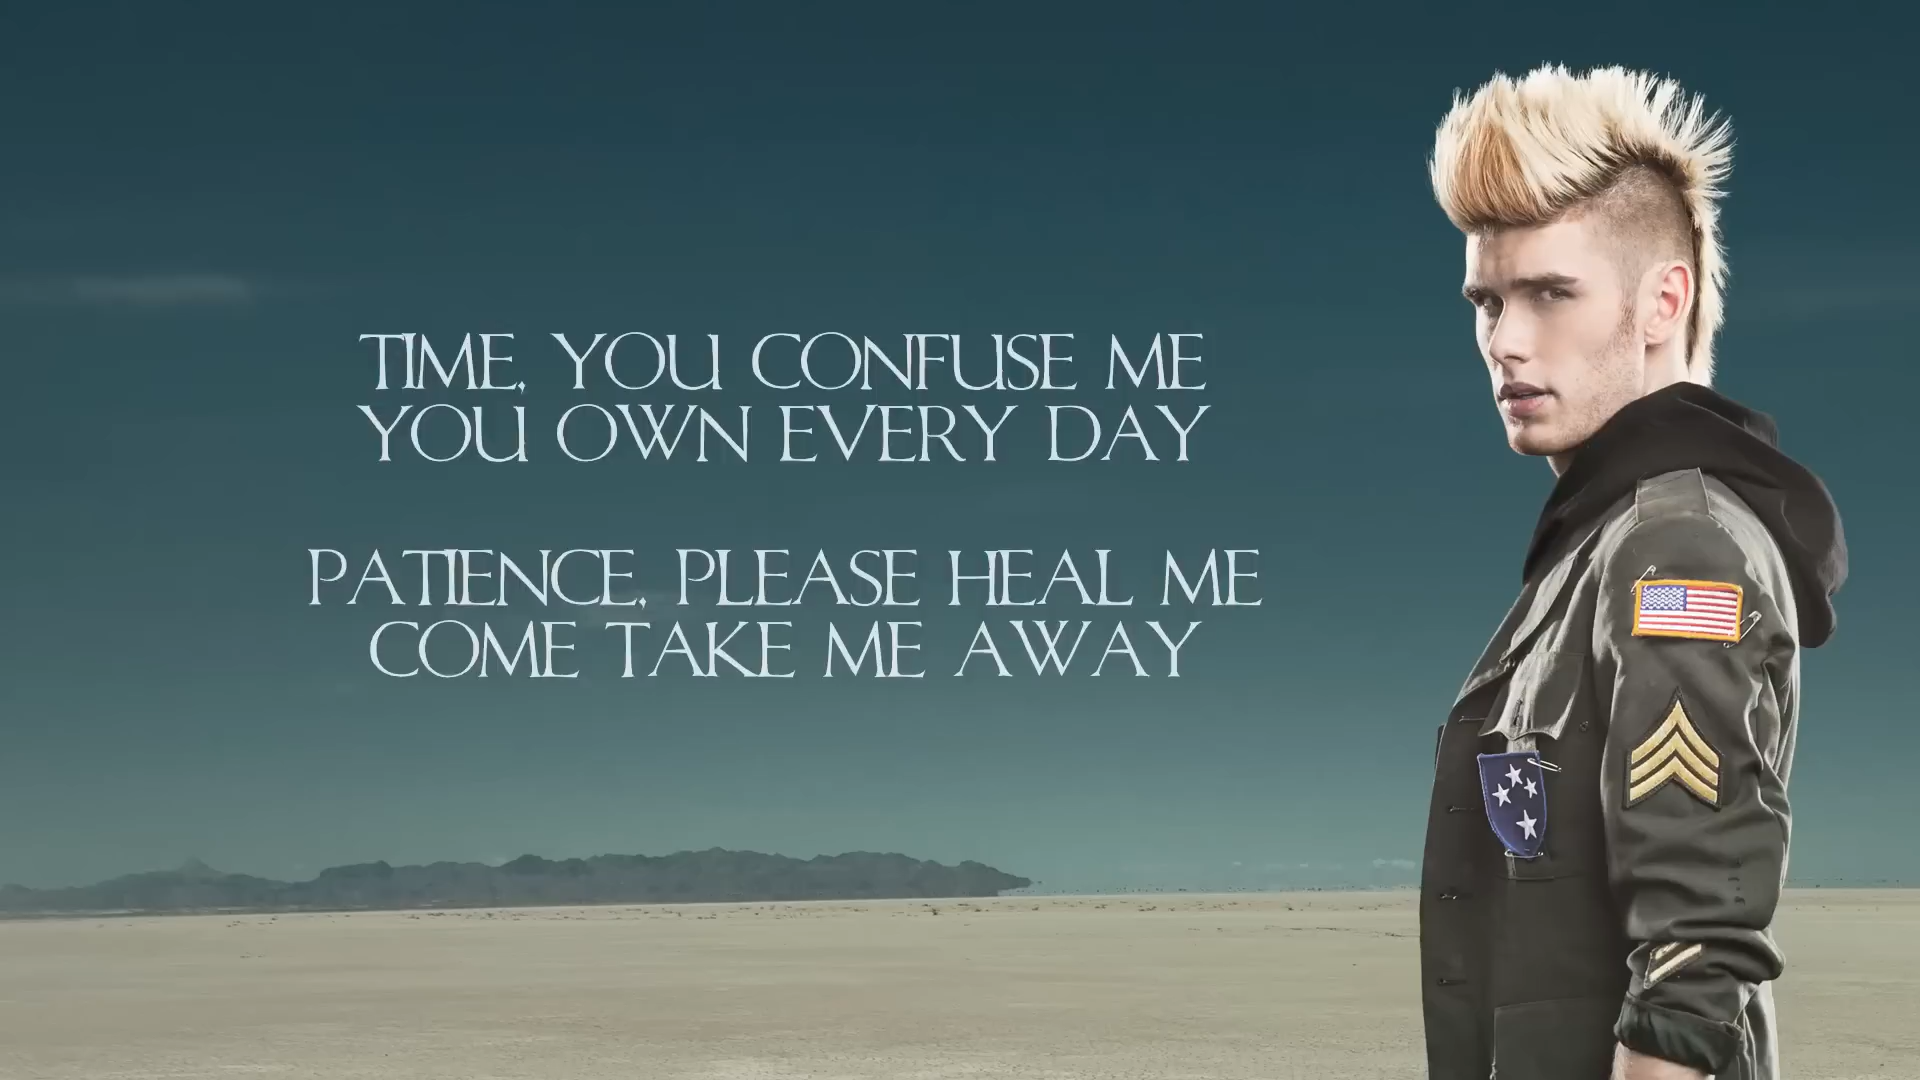 TIME, YOU CONFUSE ME
YOU OWN EVERY DAY
PATIENCE, PLEASE HEAL ME
COME TAKE ME AWAY